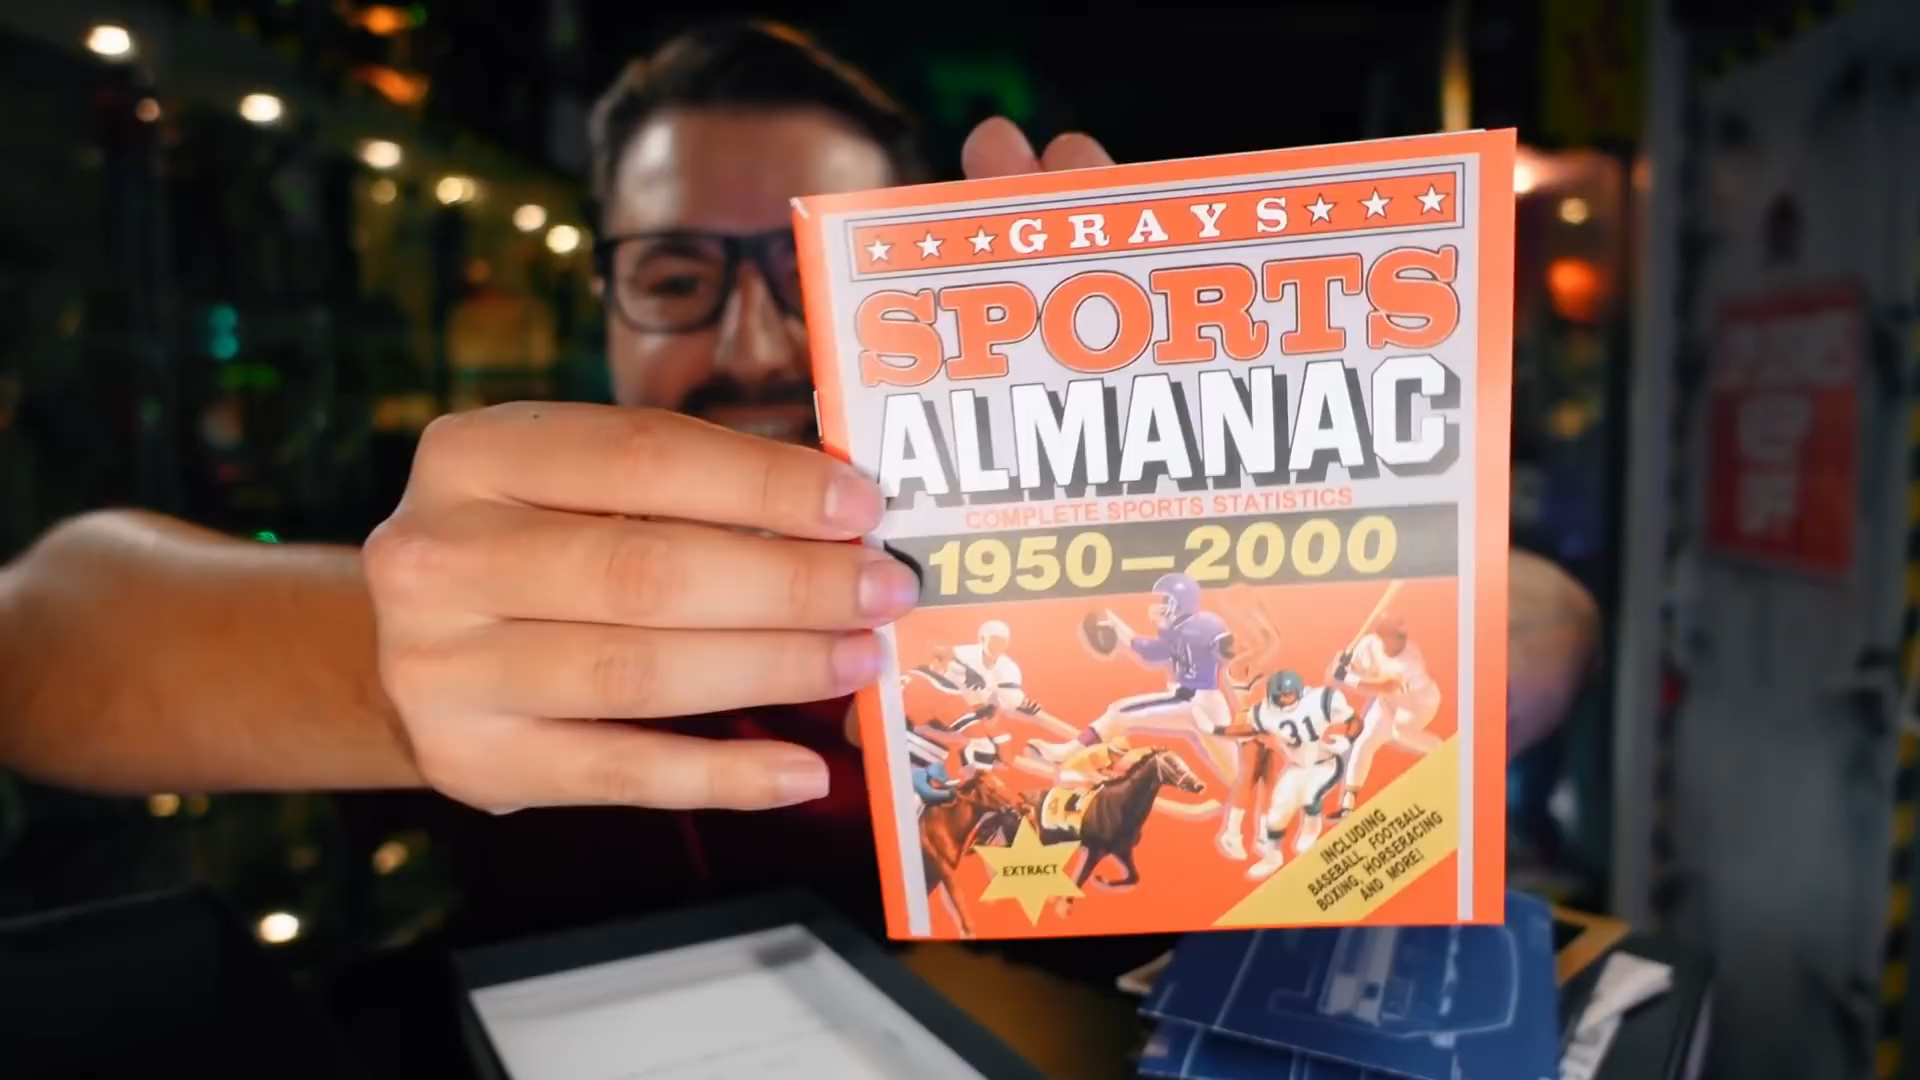 GRAYS
SPORTS
ALMANAC
COMPLETE SPORTS STATISTICS
1950-2000
31
EXTRACT
INCLUDING
BASEBALL, FOOTBALL
BOXING, HORSERACING
AND MORE!